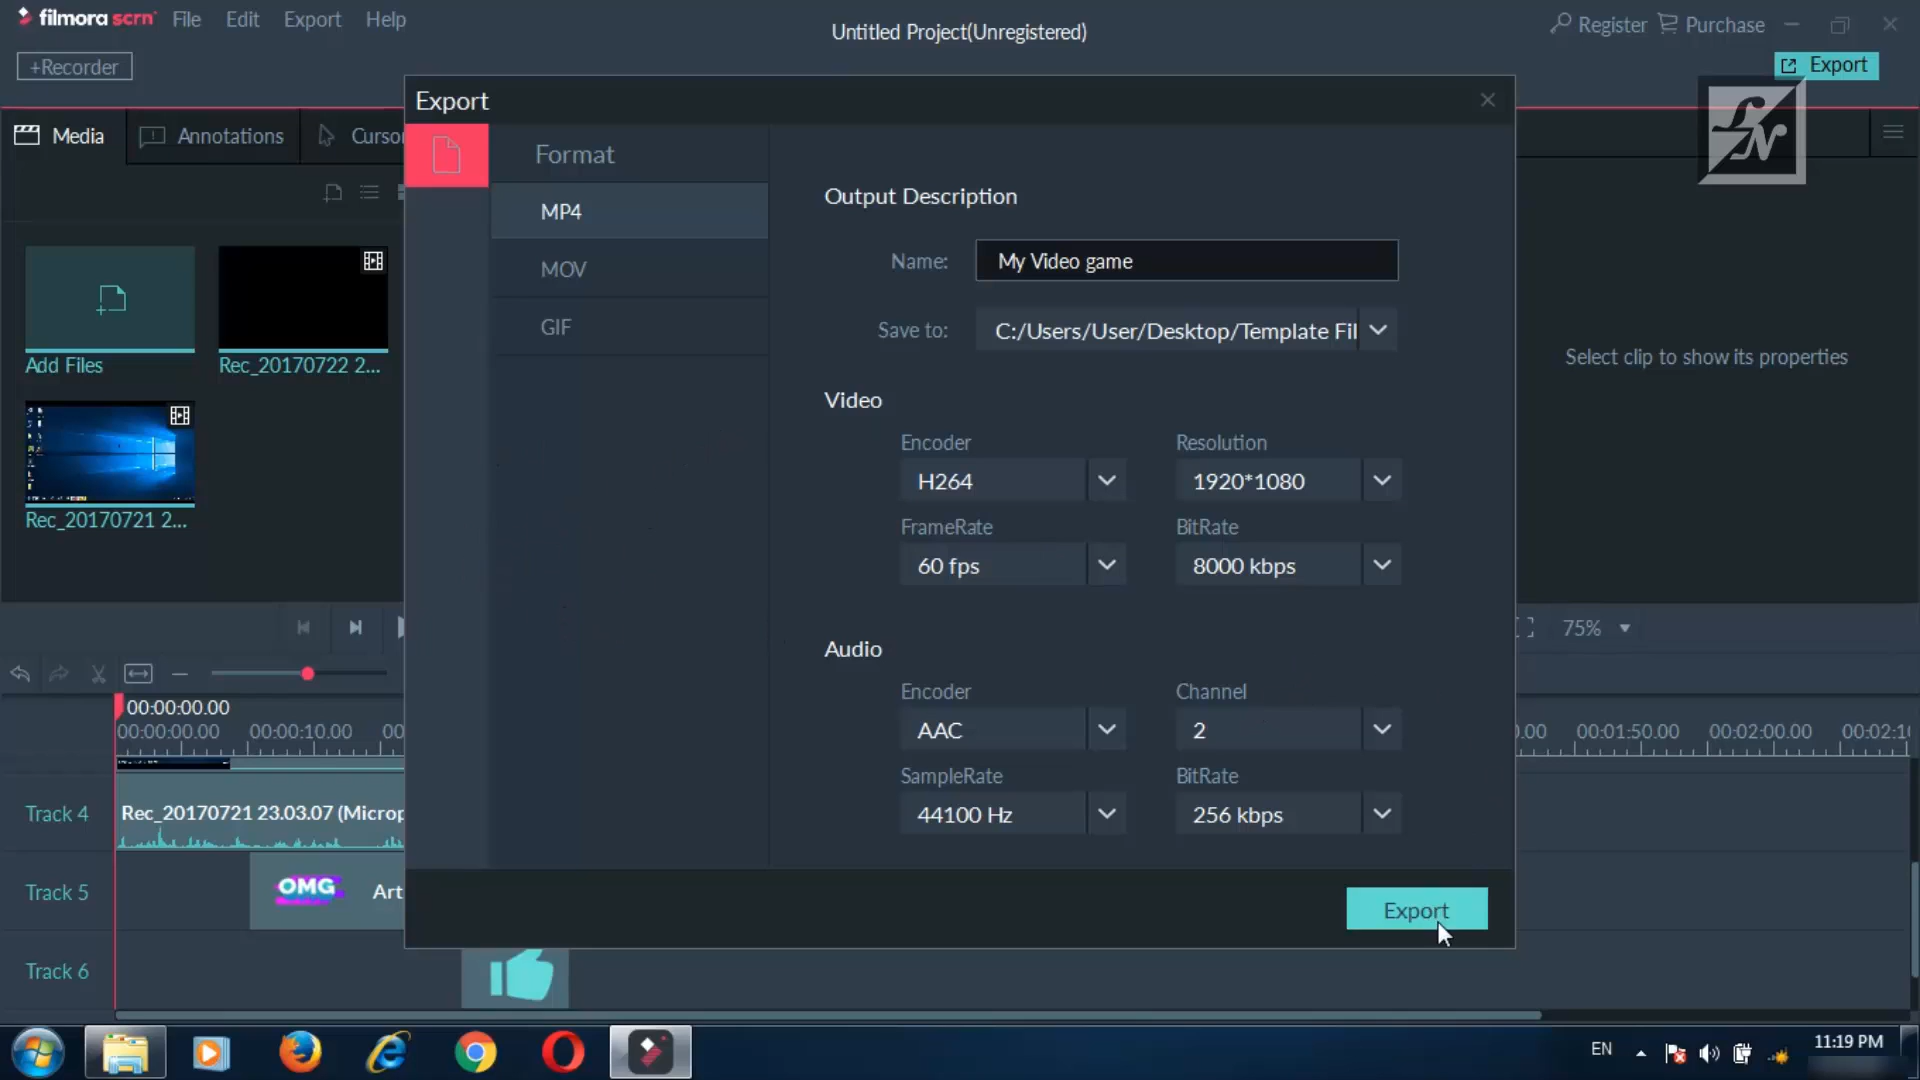 filmora scrn File Edit Export Help
Untitled Project(Unregistered)
Register Purchase
+Recorder
Export
Export
Media Annotations
Format
MP4
MOV
GIF
Output Description
Name: My Video game
Save to: C:/Users/User/Desktop/Template Fil
Video
Encoder Resolution
H264 1920*1080
FrameRate BitRate
60 fps 8000 kbps
Audio
Encoder Channel
AAC 2
SampleRate BitRate
44100 Hz 256 kbps
Export
Add Files Rec_20170722 2...
Rec_20170721 2...
Select clip to show its properties
75%
00:00:00.00
00:00:00.00 00:00:10.00 00:01:50.00 00:02:00.00
Track 4 Rec_20170721 23.03.07 (Microp
Track 5 OMG Art
Track 6
EN 11:19 PM